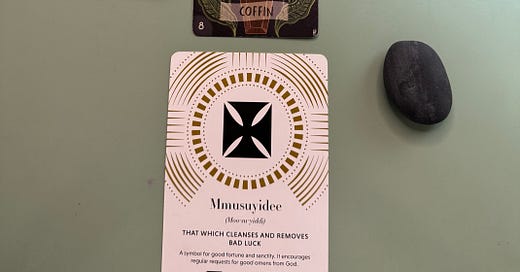 COFFIN
8
Mmusuyidee
THAT WHICH CLEANSES AND REMOVES
BAD LUCK
A symbol for good fortune and sanctity. It encourages
regular requests for good omens from God.